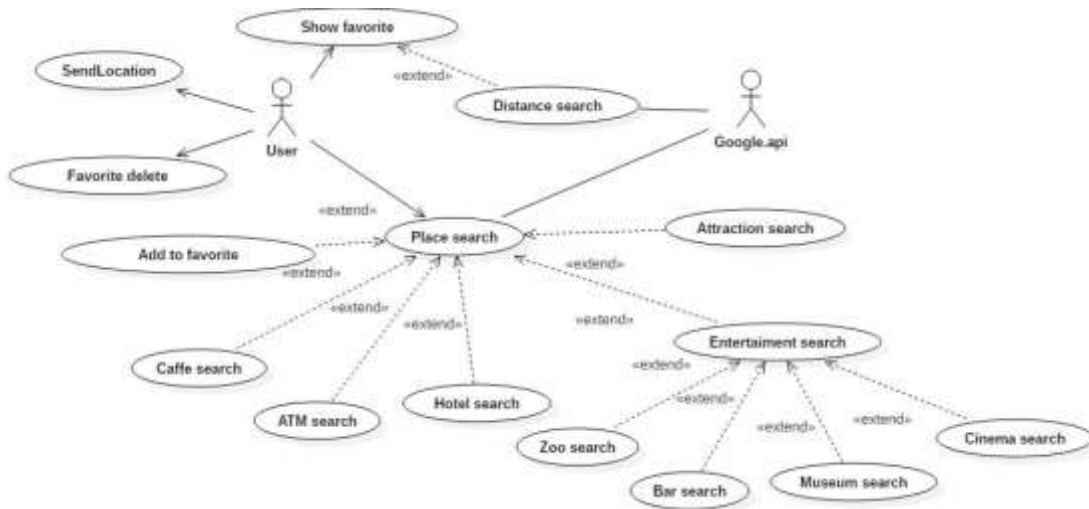 Show favorite
SendLocation
«extend»
Distance search
User
Google.api
Favorite delete
«extend»
Place search
Attraction search
Add to favorite
«extend»
«extend»
«extend»
«extend»
«extend»
Entertaiment search
Caffe search
«extend»
Hotel search
«extend»
ATM search
«extend»
Zoo search
«extend»
Cinema search
Bar search
Museum search